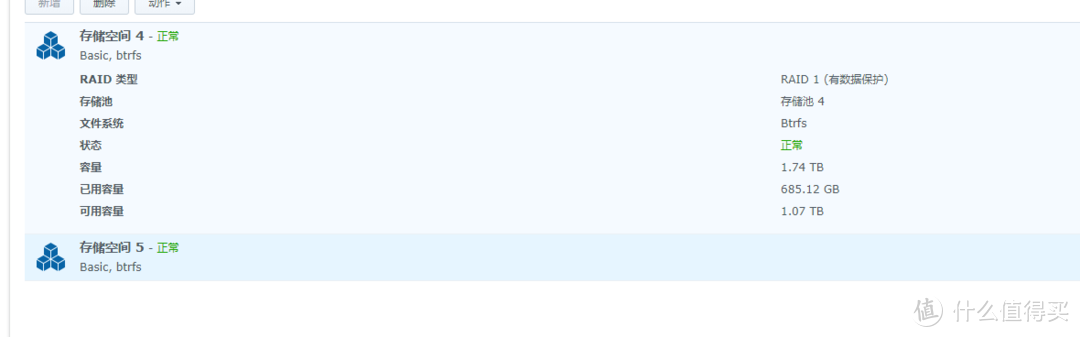 新增 删除 动作
存储空间 4 - 正常
Basic, btrfs
RAID 类型 RAID 1 (有数据保护)
存储池 存储池 4
文件系统 Btrfs
状态 正常
容量 1.74 TB
已用容量 685.12 GB
可用容量 1.07 TB
存储空间 5 - 正常
Basic, btrfs
值 什么值得买